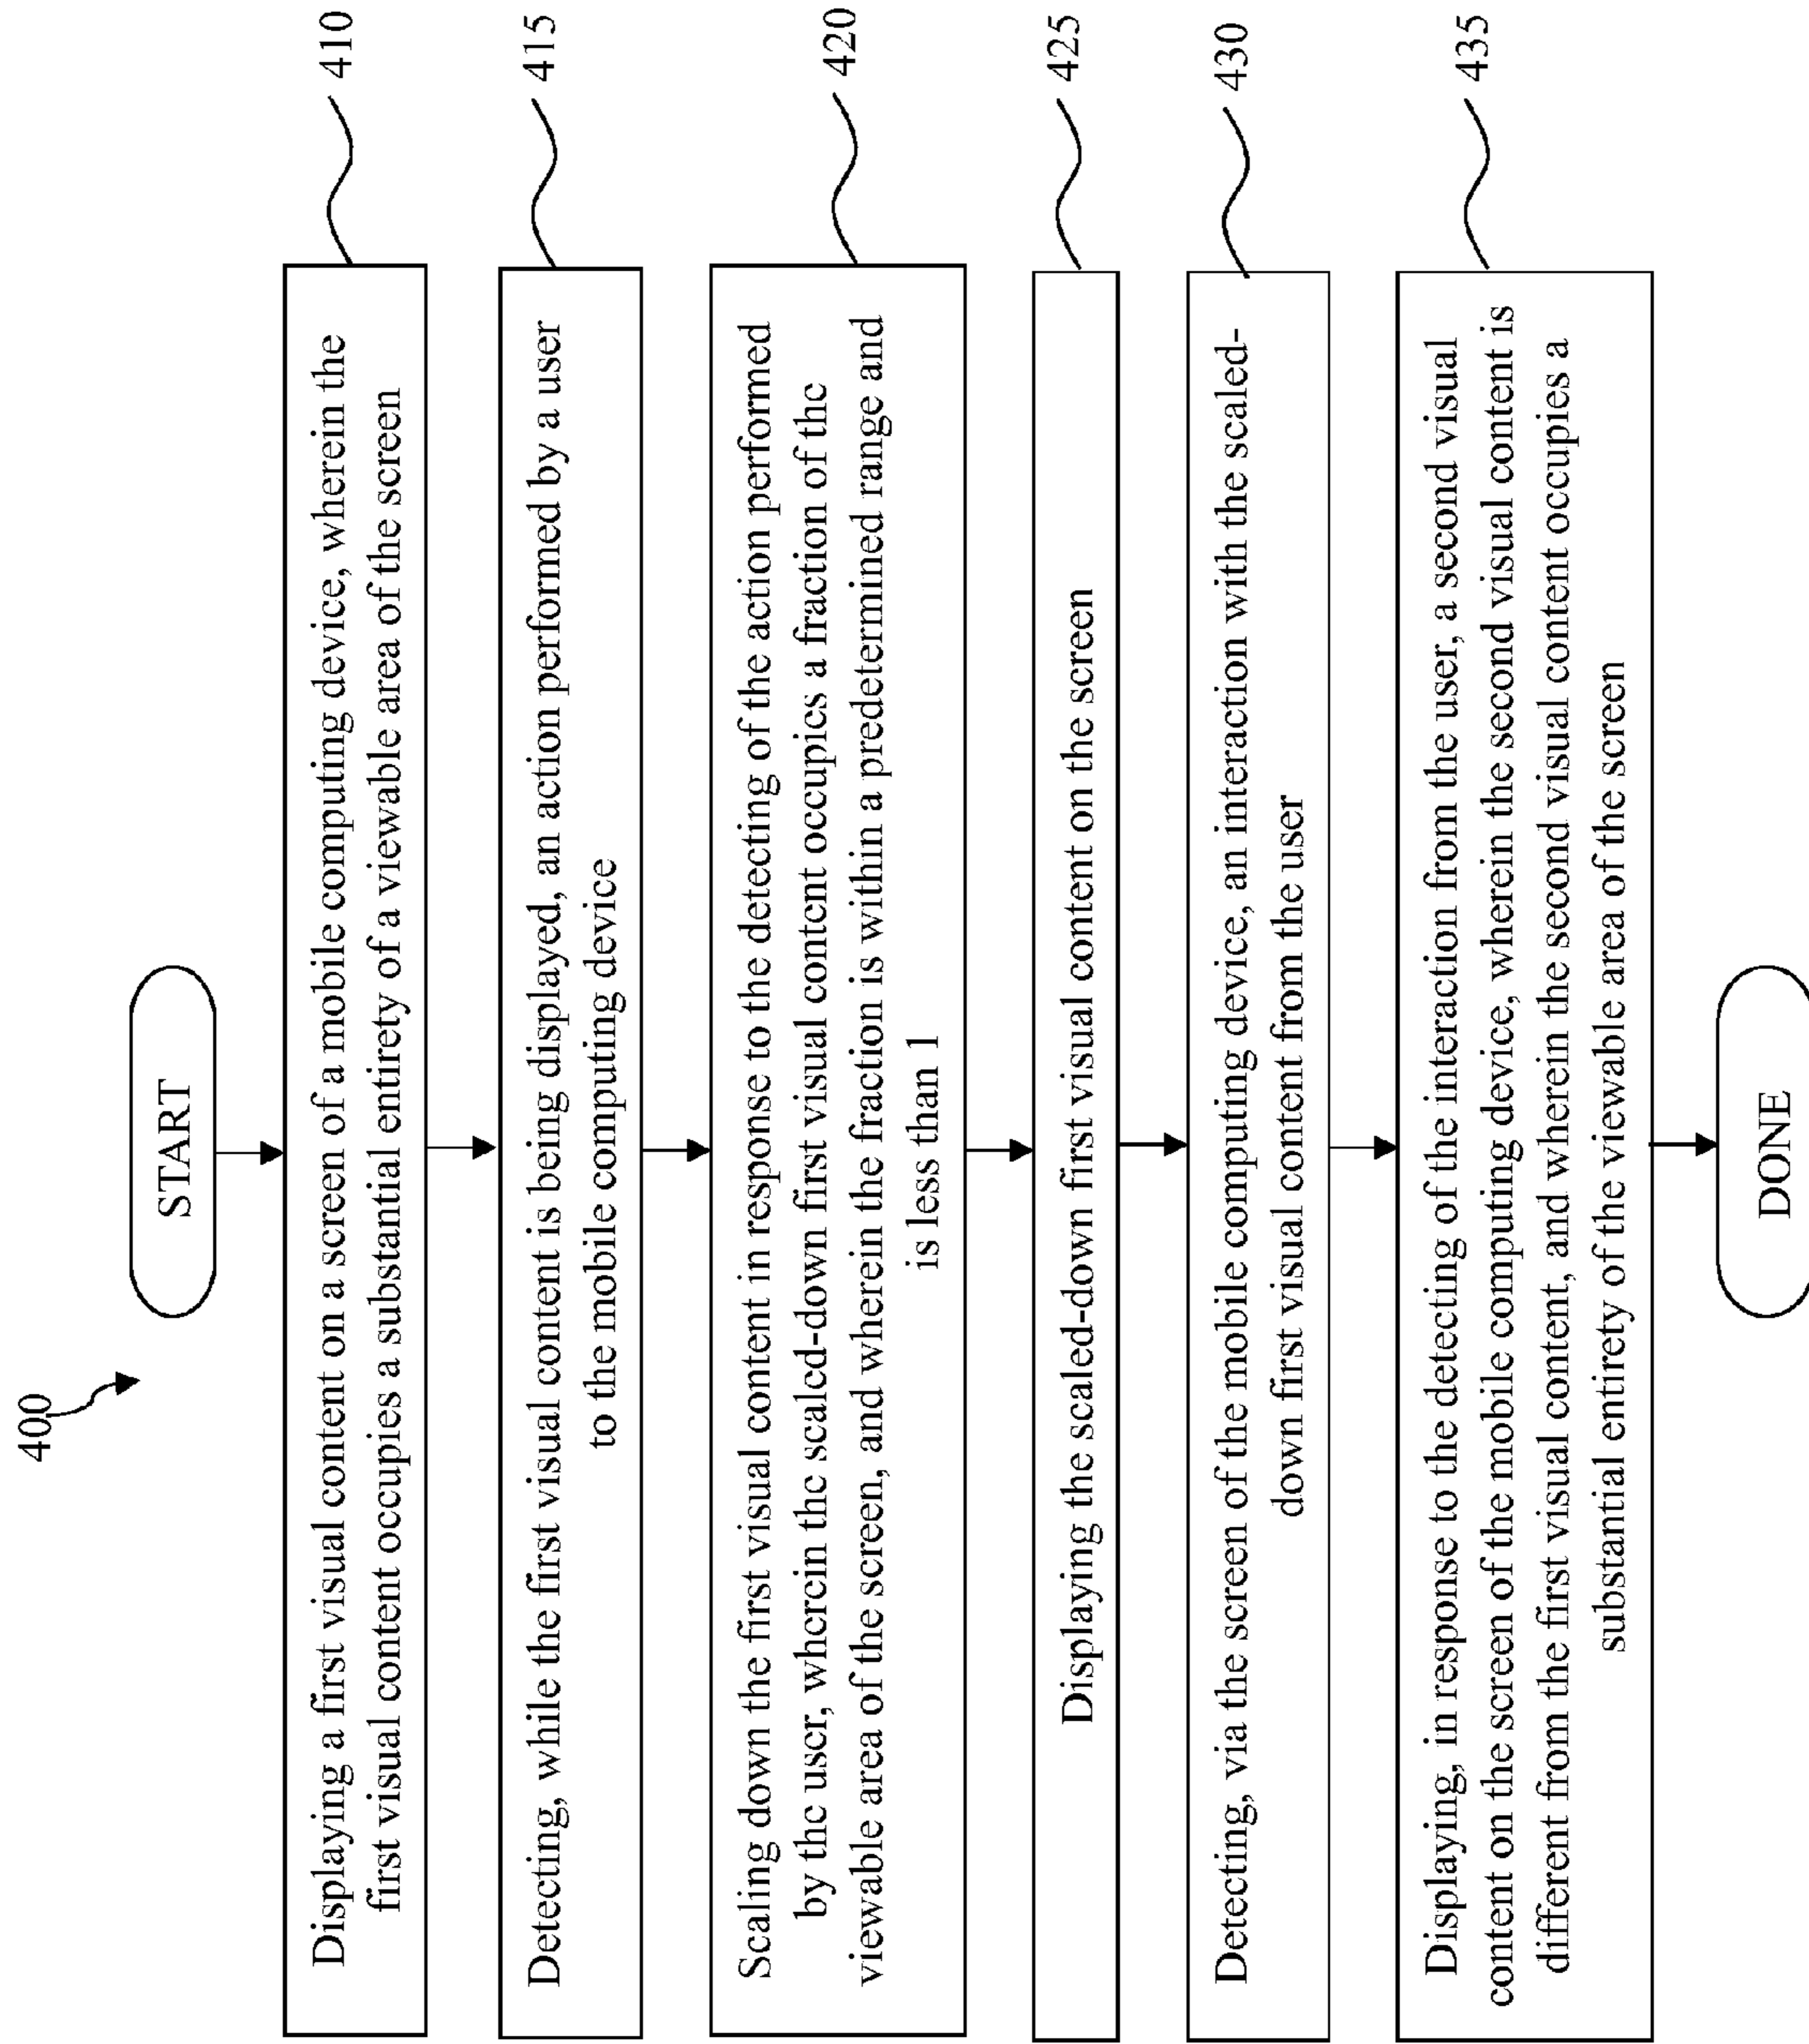 400
START
Displaying a first visual content on a screen of a mobile computing device, wherein the
first visual content occupies a substantial entirety of a viewable area of the screen
410
Detecting, while the first visual content is being displayed, an action performed by a user
to the mobile computing device
415
Scaling down the first visual content in response to the detecting of the action performed
by the user, wherein the scaled-down first visual content occupies a fraction of the
viewable area of the screen, and wherein the fraction is within a predetermined range and
is less than 1
420
Displaying the scaled-down first visual content on the screen
425
Detecting, via the screen of the mobile computing device, an interaction with the scaled-
down first visual content from the user
430
Displaying, in response to the detecting of the interaction from the user, a second visual
content on the screen of the mobile computing device, wherein the second visual content is
different from the first visual content, and wherein the second visual content occupies a
substantial entirety of the viewable area of the screen
435
DONE